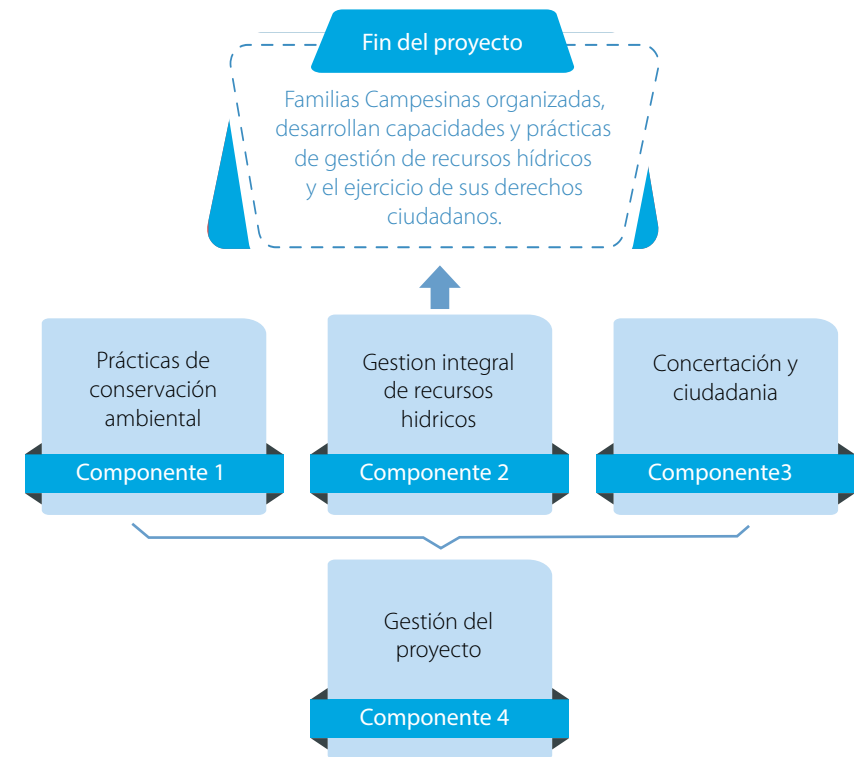 Fin del proyecto
Familias Campesinas organizadas,
desarrollan capacidades y prácticas
de gestión de recursos hídricos
y el ejercicio de sus derechos
ciudadanos.
Prácticas de
conservación
ambiental
Componente 1
Gestion integral
de recursos
hidricos
Componente 2
Concertación y
ciudadania
Componente3
Gestión del
proyecto
Componente 4